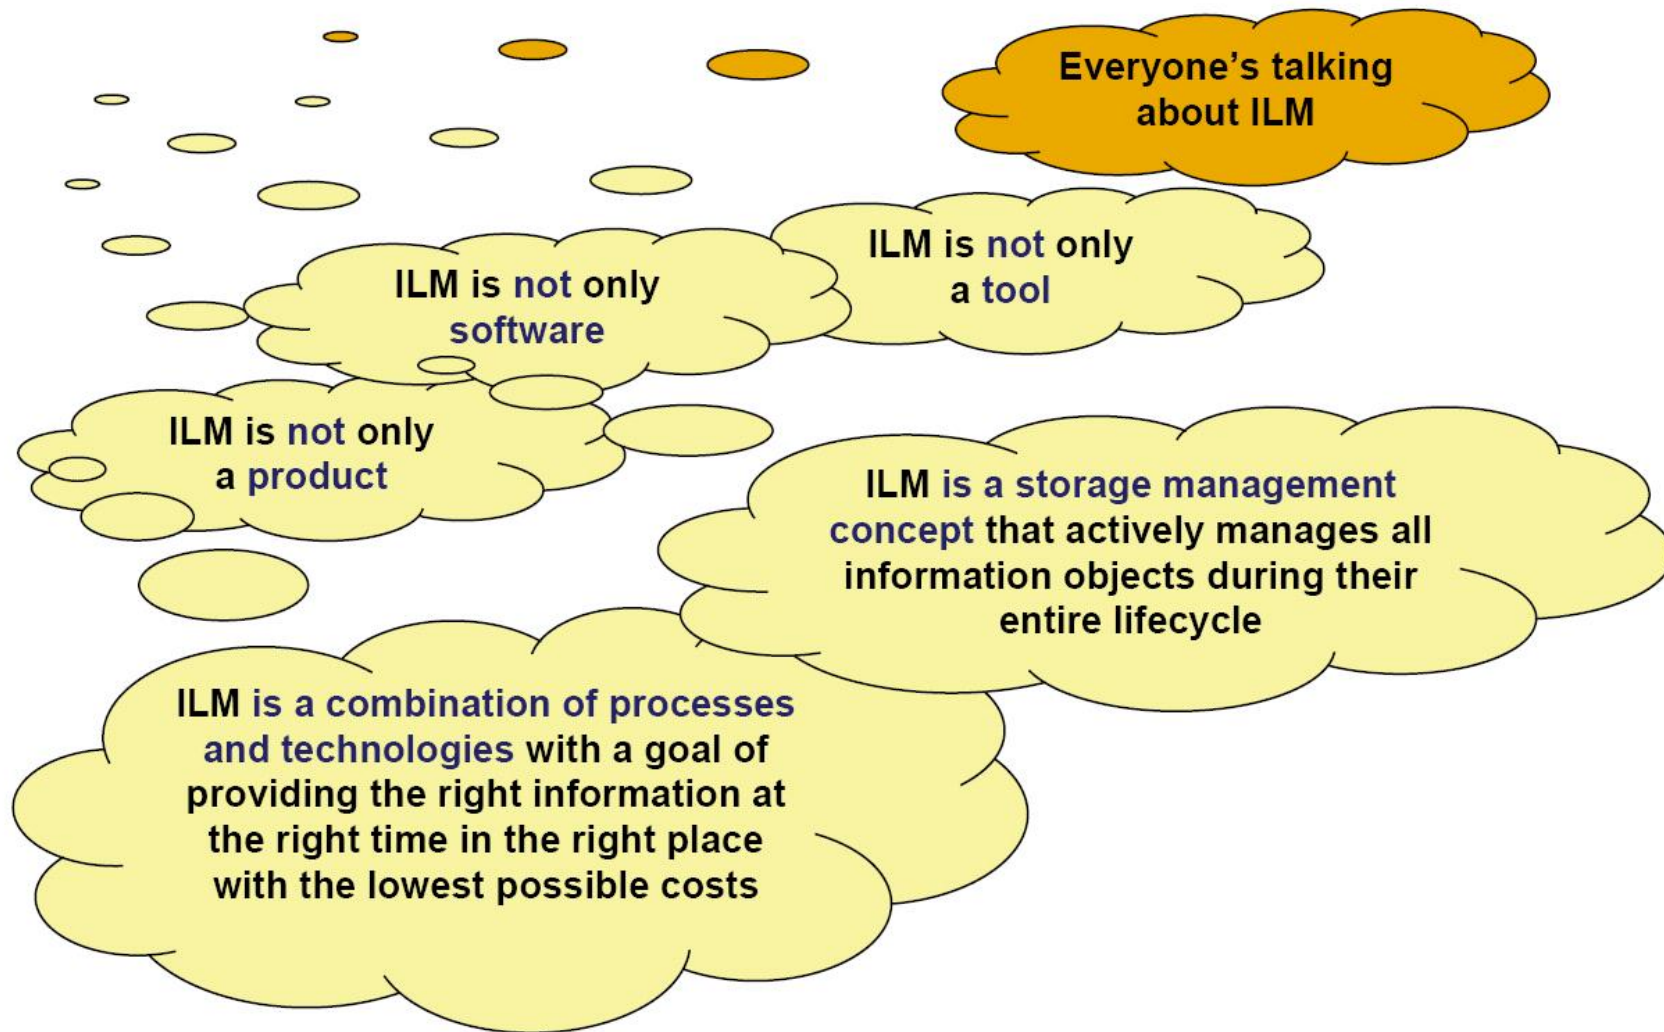 Everyone’s talking
about ILM
ILM is not only
a tool
ILM is not only
software
ILM is not only
a product
ILM is a storage management
concept that actively manages all
information objects during their
entire lifecycle
ILM is a combination of processes
and technologies with a goal of
providing the right information at
the right time in the right place
with the lowest possible costs